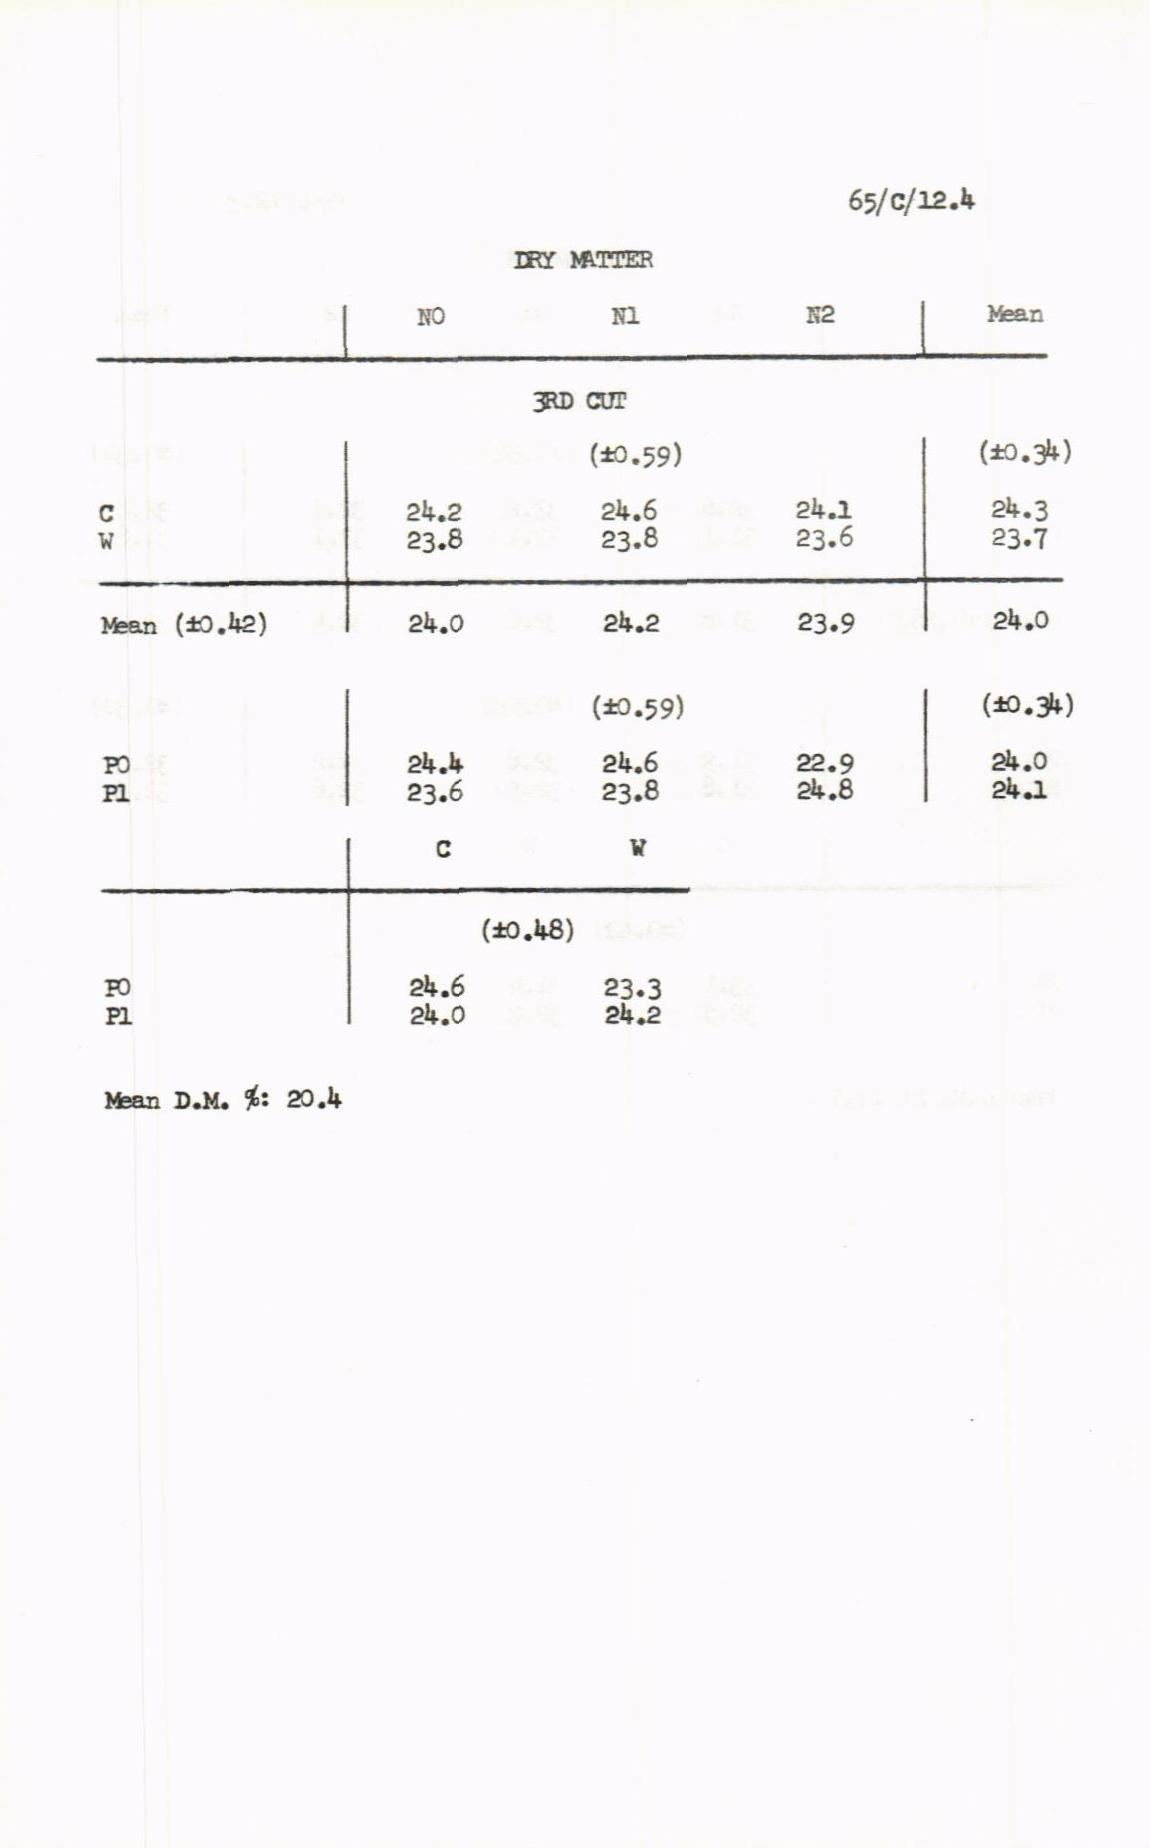 65/C/12.4
DRY MATTER
N0 N1 N2 Mean
3RD CUT
(±0.59) (±0.34)
C 24.2 24.6 24.1 24.3
W 23.8 23.8 23.6 23.7
Mean (±0.42) 24.0 24.2 23.9 24.0
(±0.59) (±0.34)
P0 24.4 24.6 22.9 24.0
P1 23.6 23.8 24.8 24.1
C W
(±0.48)
P0 24.6 23.3
P1 24.0 24.2
Mean D.M. %: 20.4